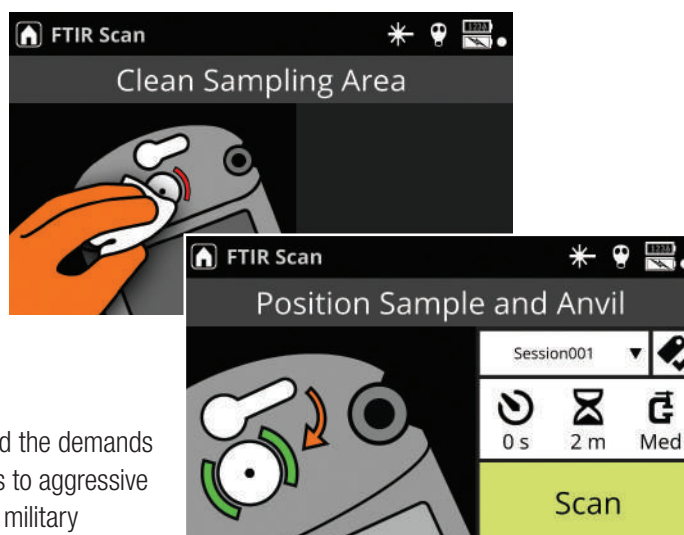 FTIR Scan
Clean Sampling Area
FTIR Scan
Position Sample and Anvil
Session001
0 s
2 m
Med
Scan
d the demands
s to aggressive
military